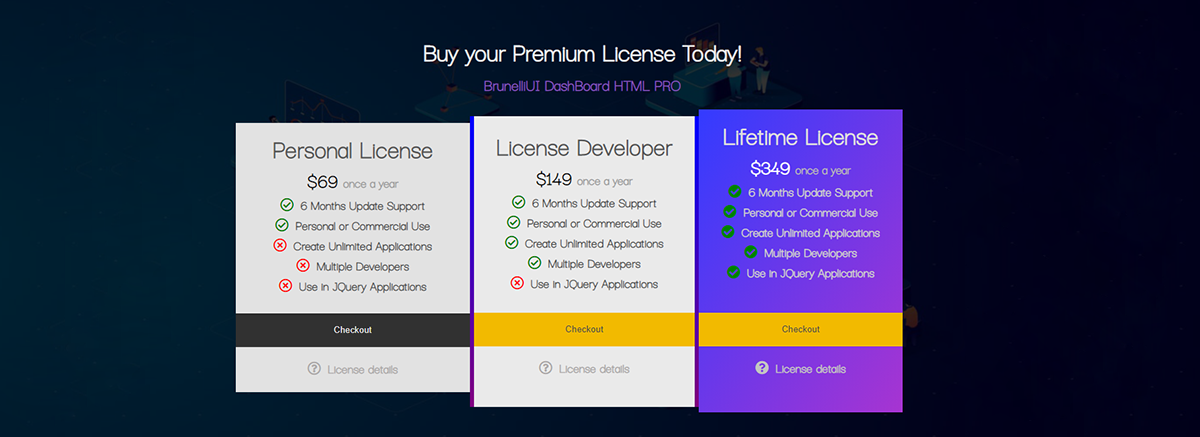 Buy your Premium License Today!
BrunelliUI DashBoard HTML PRO
Personal License
$69 once a year
6 Months Update Support
Personal or Commercial Use
Create Unlimited Applications
Multiple Developers
Use in JQuery Applications
Checkout
License details
License Developer
$149 once a year
6 Months Update Support
Personal or Commercial Use
Create Unlimited Applications
Multiple Developers
Use in JQuery Applications
Checkout
License details
Lifetime License
$349 once a year
6 Months Update Support
Personal or Commercial Use
Create Unlimited Applications
Multiple Developers
Use in JQuery Applications
Checkout
License details